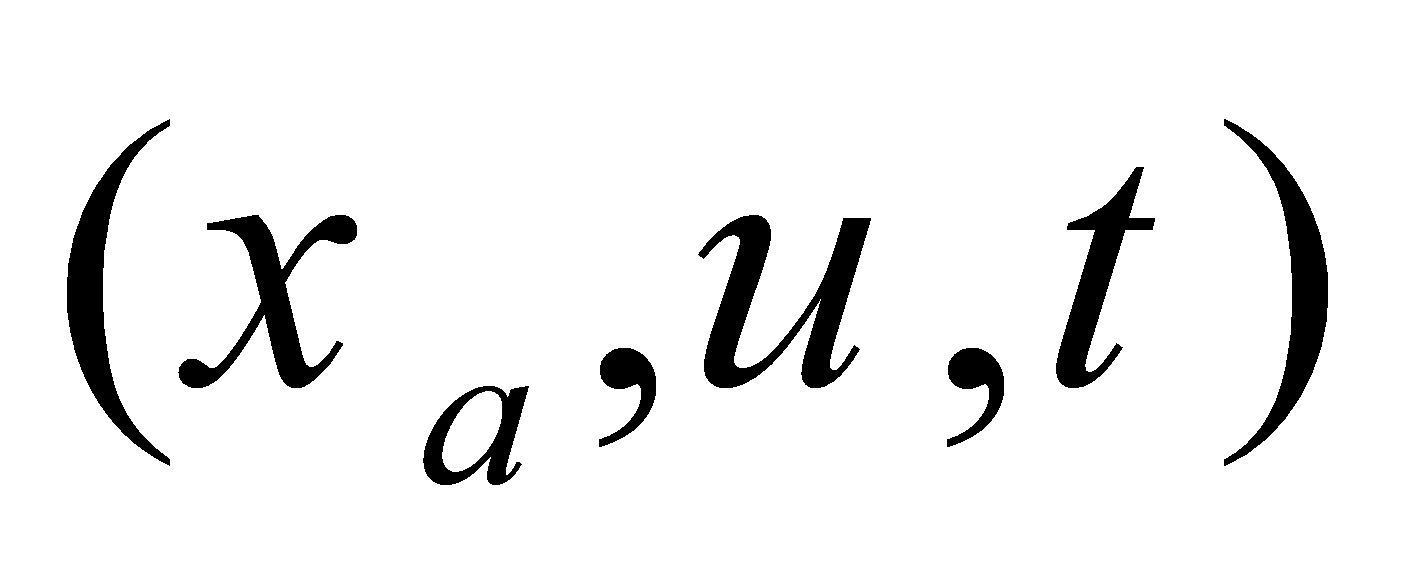 (x_a, u, t)